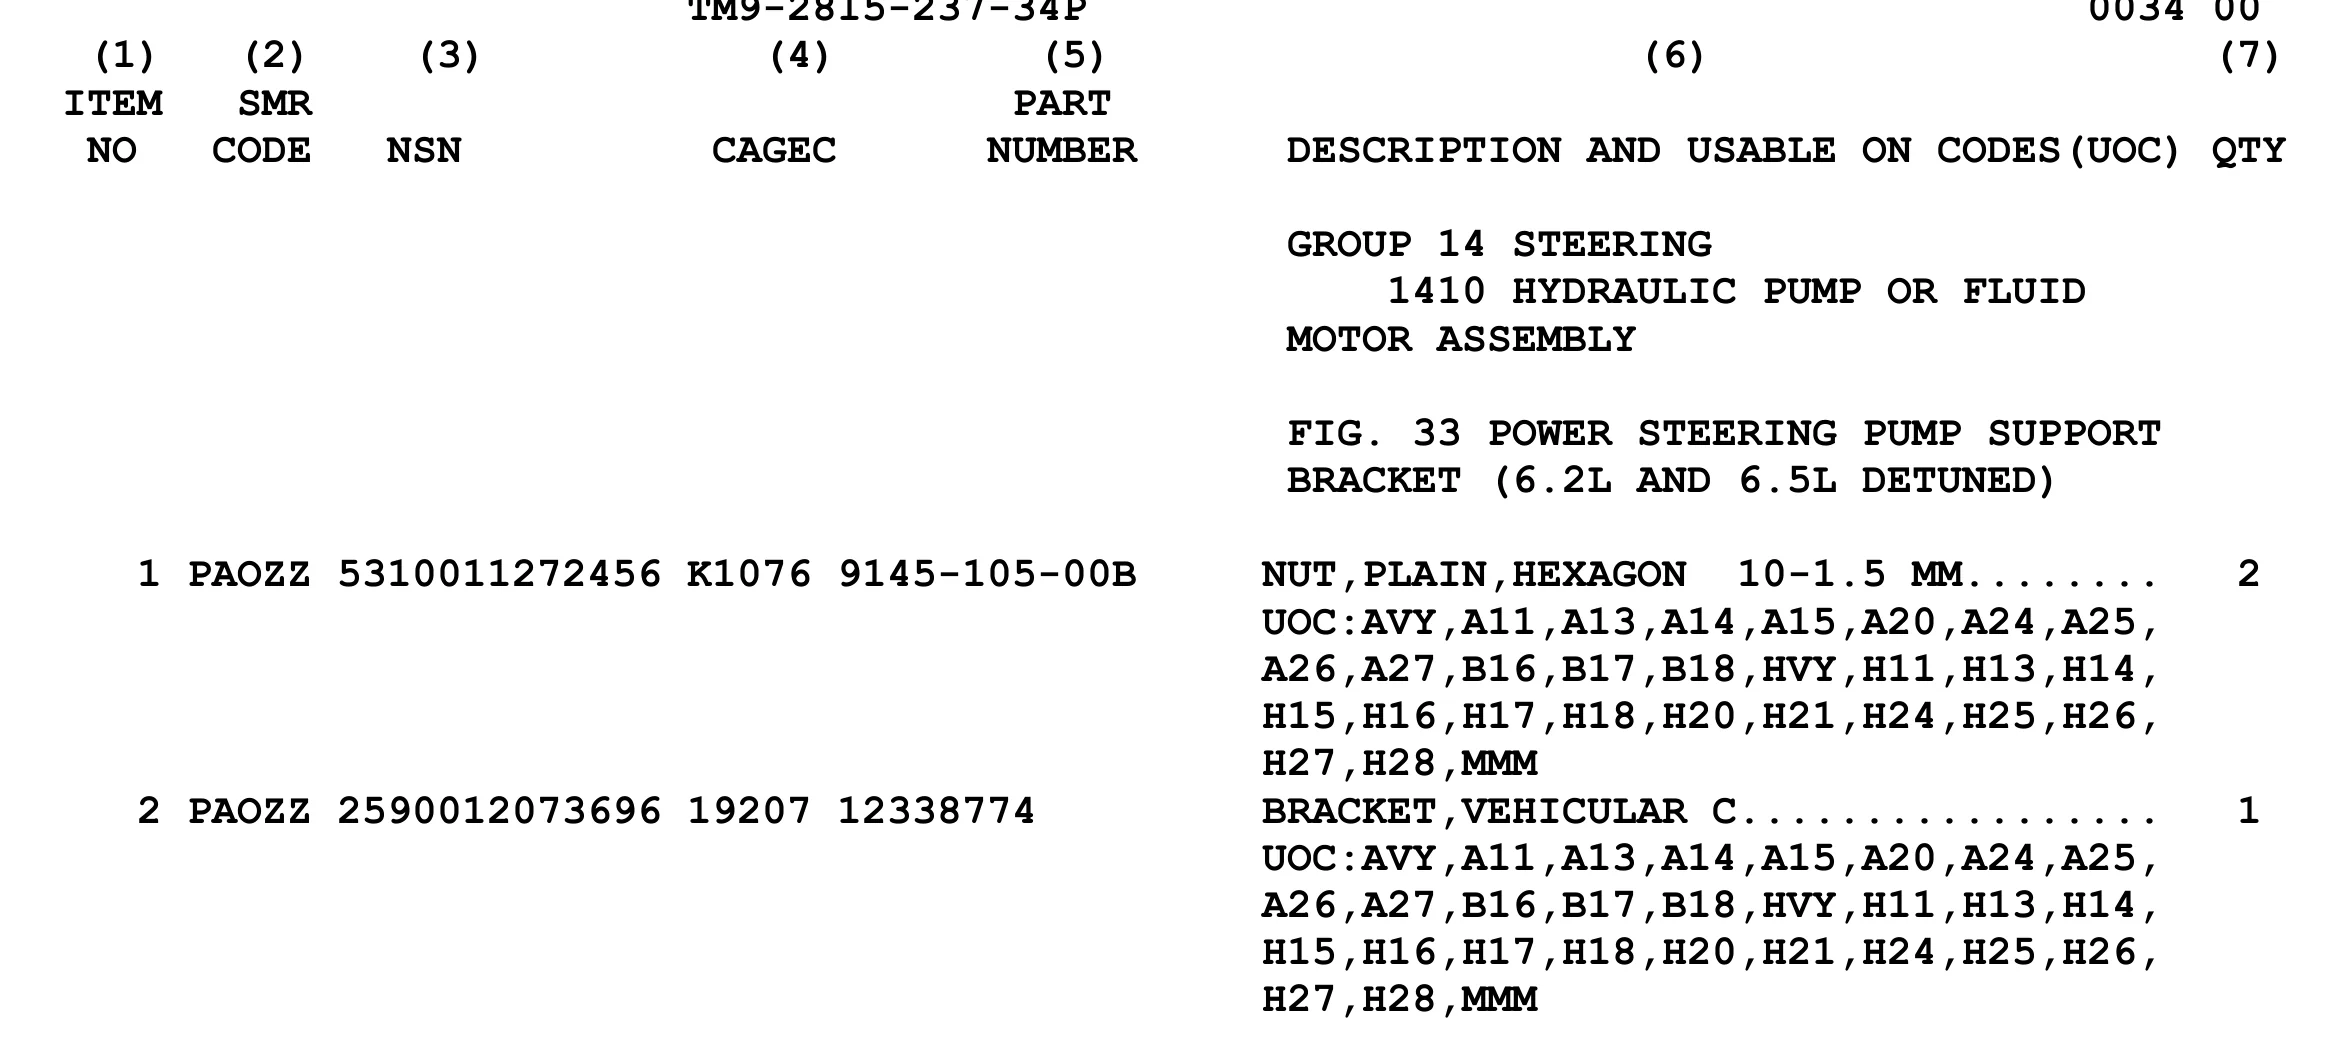 TM9-2815-237-34P 0034 00
(1) (2) (3) (4) (5) (6) (7)
ITEM SMR PART
NO CODE NSN CAGEC NUMBER DESCRIPTION AND USABLE ON CODES(UOC) QTY
GROUP 14 STEERING
1410 HYDRAULIC PUMP OR FLUID
MOTOR ASSEMBLY
FIG. 33 POWER STEERING PUMP SUPPORT
BRACKET (6.2L AND 6.5L DETUNED)
1 PAOZZ 5310011272456 K1076 9145-105-00B NUT,PLAIN,HEXAGON 10-1.5 MM........ 2
UOC:AVY,A11,A13,A14,A15,A20,A24,A25,
A26,A27,B16,B17,B18,HVY,H11,H13,H14,
H15,H16,H17,H18,H20,H21,H24,H25,H26,
H27,H28,MMM
2 PAOZZ 2590012073696 19207 12338774 BRACKET,VEHICULAR C................. 1
UOC:AVY,A11,A13,A14,A15,A20,A24,A25,
A26,A27,B16,B17,B18,HVY,H11,H13,H14,
H15,H16,H17,H18,H20,H21,H24,H25,H26,
H27,H28,MMM